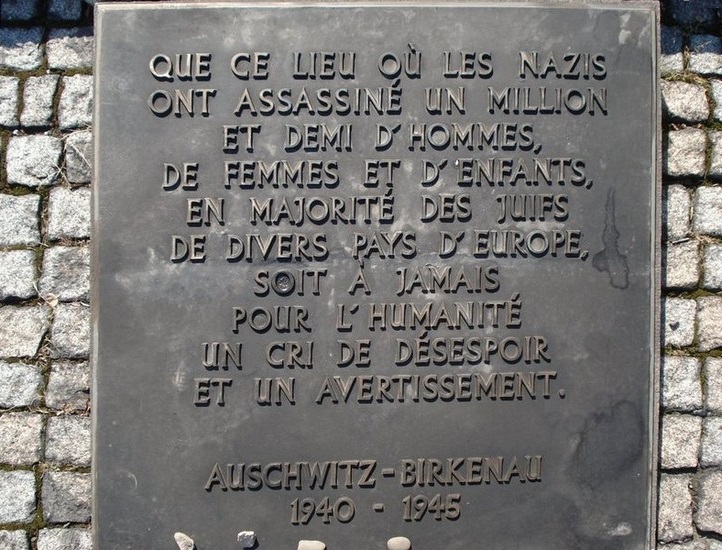 QUE CE LIEU OÙ LES NAZIS
ONT ASSASSINÉ UN MILLION
ET DEMI D'HOMMES,
DE FEMMES ET D'ENFANTS,
EN MAJORITÉ DES JUIFS
DE DIVERS PAYS D'EUROPE,
SOIT À JAMAIS
POUR L'HUMANITÉ
UN CRI DE DÉSESPOIR
ET UN AVERTISSEMENT.
AUSCHWITZ-BIRKENAU
1940 - 1945